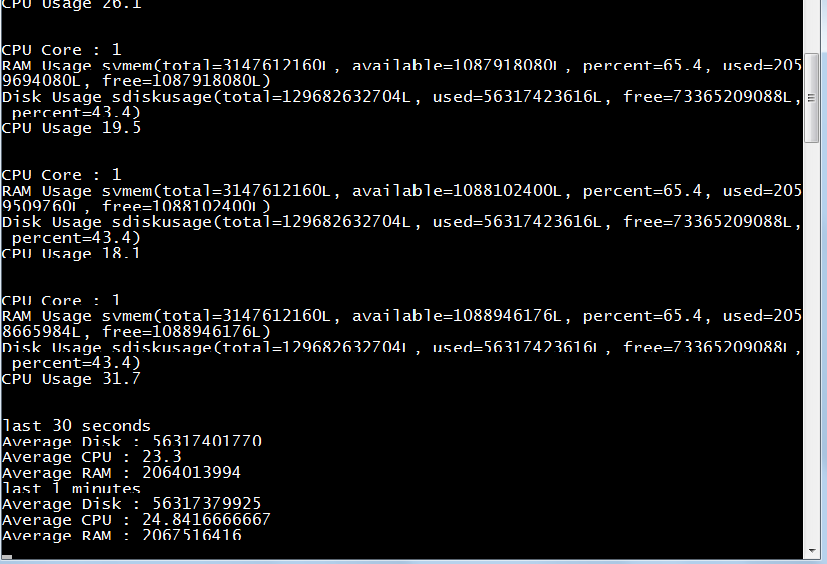 CPU Usage 26.1
CPU Core : 1
RAM Usage svmem(total=3147612160L, available=1087918080L, percent=65.4, used=205
9694080L, free=1087918080L)
Disk Usage sdiskusage(total=129682632704L, used=56317423616L, free=73365209088L,
percent=43.4)
CPU Usage 19.5
CPU Core : 1
RAM Usage svmem(total=3147612160L, available=1088102400L, percent=65.4, used=205
9509760L, free=1088102400L)
Disk Usage sdiskusage(total=129682632704L, used=56317423616L, free=73365209088L,
percent=43.4)
CPU Usage 18.1
CPU Core : 1
RAM Usage svmem(total=3147612160L, available=1088946176L, percent=65.4, used=205
8665984L, free=1088946176L)
Disk Usage sdiskusage(total=129682632704L, used=56317423616L, free=73365209088L,
percent=43.4)
CPU Usage 31.7
last 30 seconds
Average Disk : 56317401770
Average CPU : 23.3
Average RAM : 2064013994
last 1 minutes
Average Disk : 56317379925
Average CPU : 24.8416666667
Average RAM : 2067516416